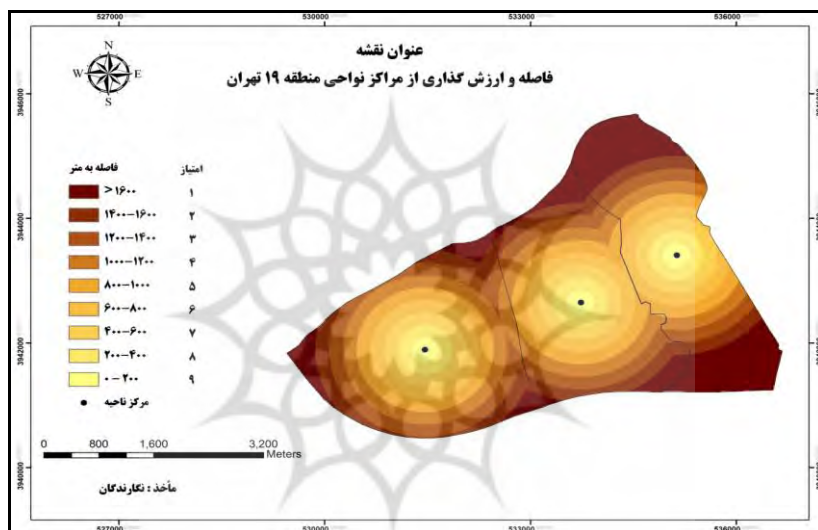 527000 530000 533000 536000
عنوان نقشه
فاصله و ارزش گذاری از مراکز نواحی منطقه ۱۹ تهران
N
W E
S
3946000
3944000
3942000
3940000
فاصله به متر امتیاز
>۱۶۰۰ ۱
۱۴۰۰-۱۶۰۰ ۲
۱۲۰۰-۱۴۰۰ ۳
۱۰۰۰-۱۲۰۰ ۴
۸۰۰-۱۰۰۰ ۵
۶۰۰-۸۰۰ ۶
۴۰۰-۶۰۰ ۷
۲۰۰-۴۰۰ ۸
۰-۲۰۰ ۹
مرکز ناحیه
0 800 1,600 3,200
Meters
مأخذ : نگارندگان
527000 530000 533000 536000